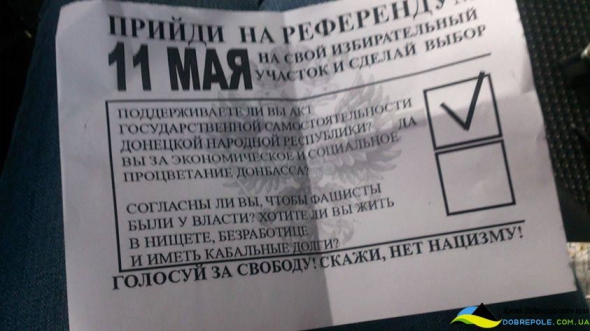 ПРИЙДИ НА РЕФЕРЕНДУМ
11 МАЯ
НА СВОЙ ИЗБИРАТЕЛЬНЫЙ
УЧАСТОК И СДЕЛАЙ ВЫБОР
ПОДДЕРЖИВАЕТЕ ЛИ ВЫ АКТ
ГОСУДАРСТВЕННОЙ САМОСТОЯТЕЛЬНОСТИ
ДОНЕЦКОЙ НАРОДНОЙ РЕСПУБЛИКИ? ДА
ВЫ ЗА ЭКОНОМИЧЕСКОЕ И СОЦИАЛЬНОЕ
ПРОЦВЕТАНИЕ ДОНБАССА?
СОГЛАСНЫ ЛИ ВЫ, ЧТОБЫ ФАШИСТЫ
БЫЛИ У ВЛАСТИ? ХОТИТЕ ЛИ ВЫ ЖИТЬ
В НИЩЕТЕ, БЕЗРАБОТИЦЕ
И ИМЕТЬ КАБАЛЬНЫЕ ДОЛГИ?
ГОЛОСУЙ ЗА СВОБОДУ! СКАЖИ, НЕТ НАЦИЗМУ!
DOBREPOLE.COM.UA